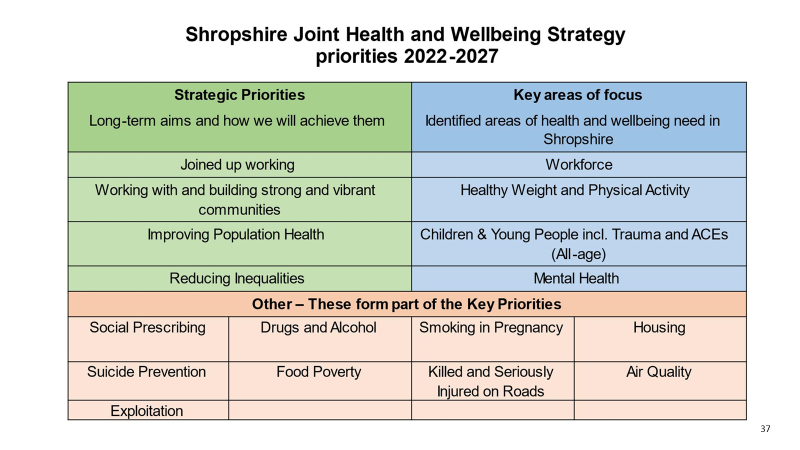 Shropshire Joint Health and Wellbeing Strategy
priorities 2022-2027
Strategic Priorities
Long-term aims and how we will achieve them
Key areas of focus
Identified areas of health and wellbeing need in
Shropshire
Joined up working
Workforce
Working with and building strong and vibrant
communities
Healthy Weight and Physical Activity
Improving Population Health
Children & Young People incl. Trauma and ACEs
(All-age)
Reducing Inequalities
Mental Health
Other – These form part of the Key Priorities
Social Prescribing
Drugs and Alcohol
Smoking in Pregnancy
Housing
Suicide Prevention
Food Poverty
Killed and Seriously
Injured on Roads
Air Quality
Exploitation
37